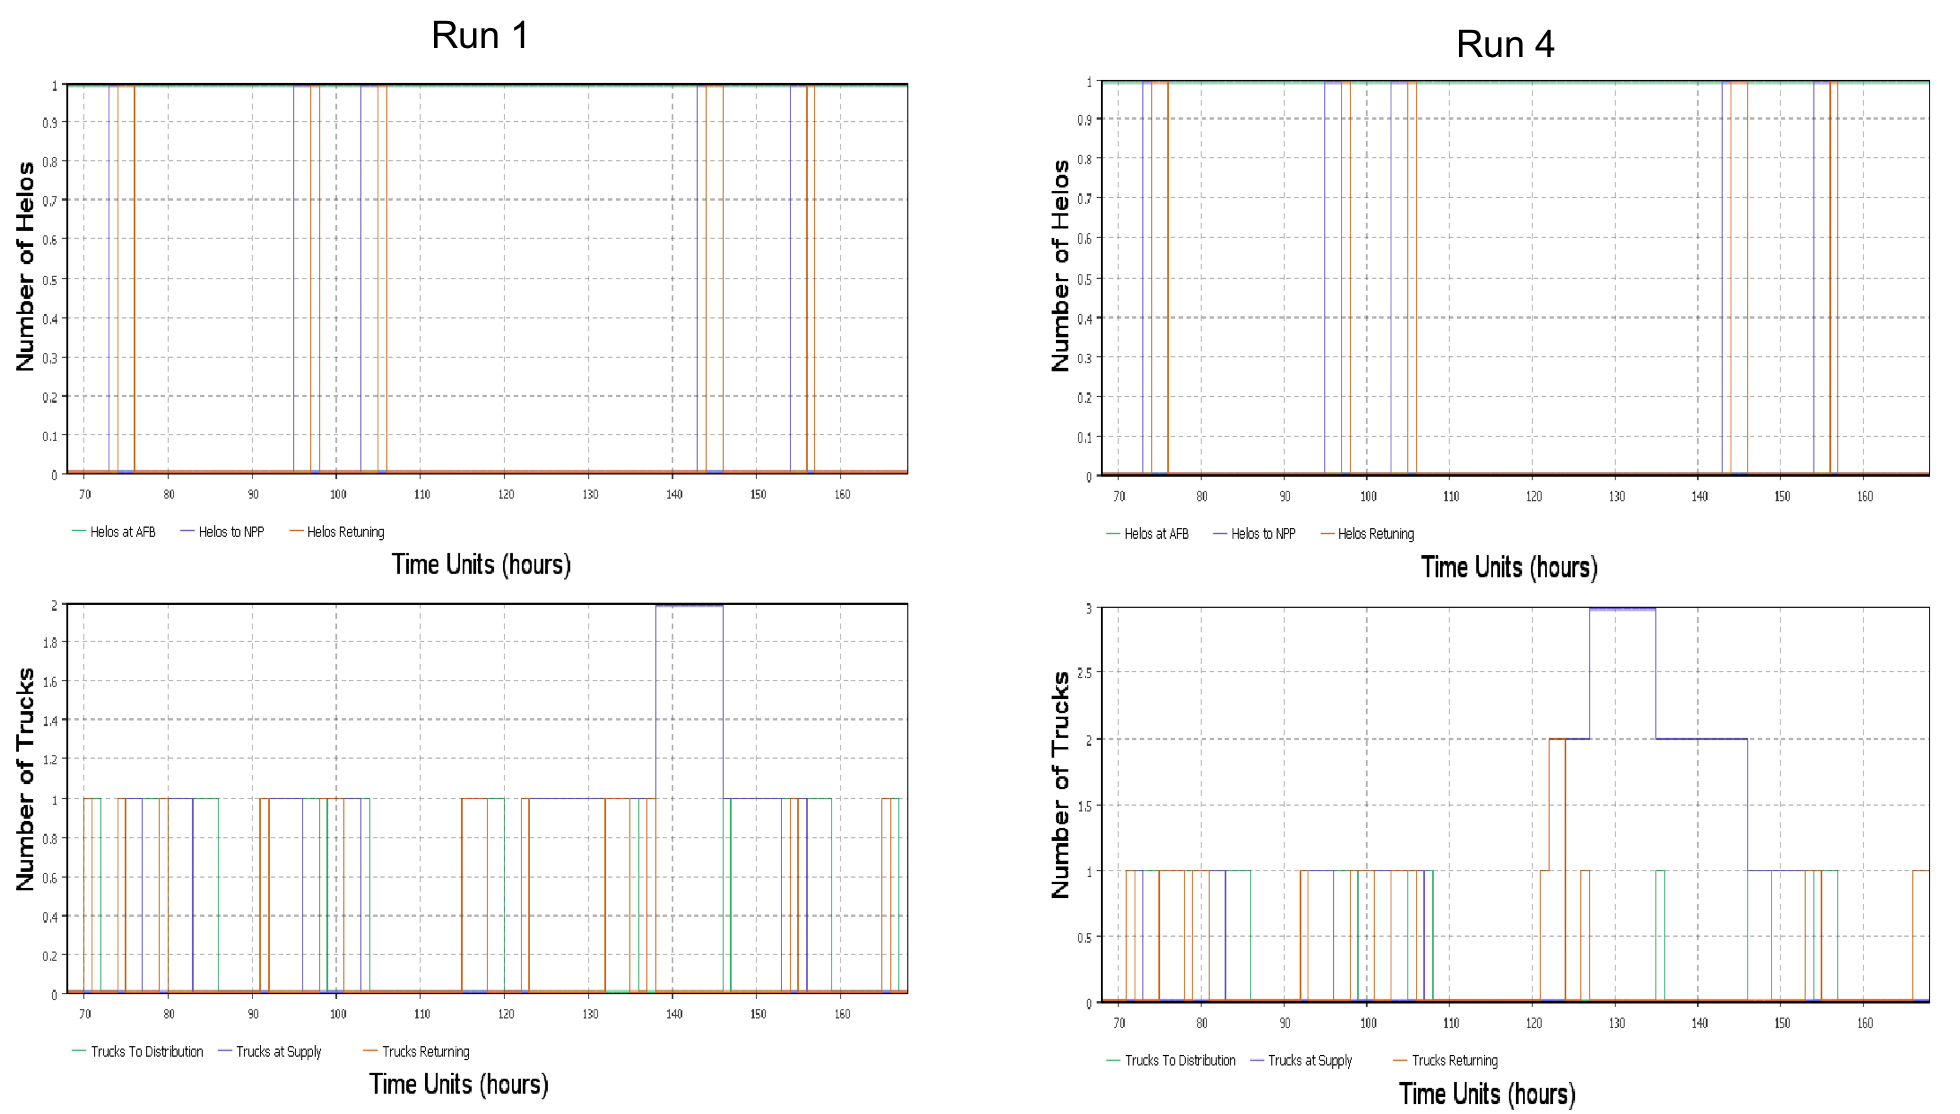 Run 1
Run 4
Number of Helos
1
0.9
0.8
0.7
0.6
0.5
0.4
0.3
0.2
0.1
0
70 80 90 100 110 120 130 140 150 160
Helos at AFB Helos to NPP Helos Retuning
Time Units (hours)
Number of Helos
1
0.9
0.8
0.7
0.6
0.5
0.4
0.3
0.2
0.1
0
70 80 90 100 110 120 130 140 150 160
Helos at AFB Helos to NPP Helos Retuning
Time Units (hours)
Number of Trucks
2
1.8
1.6
1.4
1.2
1
0.8
0.6
0.4
0.2
0
70 80 90 100 110 120 130 140 150 160
Trucks To Distribution Trucks at Supply Trucks Returning
Time Units (hours)
Number of Trucks
3
2.5
2
1.5
1
0.5
0
70 80 90 100 110 120 130 140 150 160
Trucks To Distribution Trucks at Supply Trucks Returning
Time Units (hours)